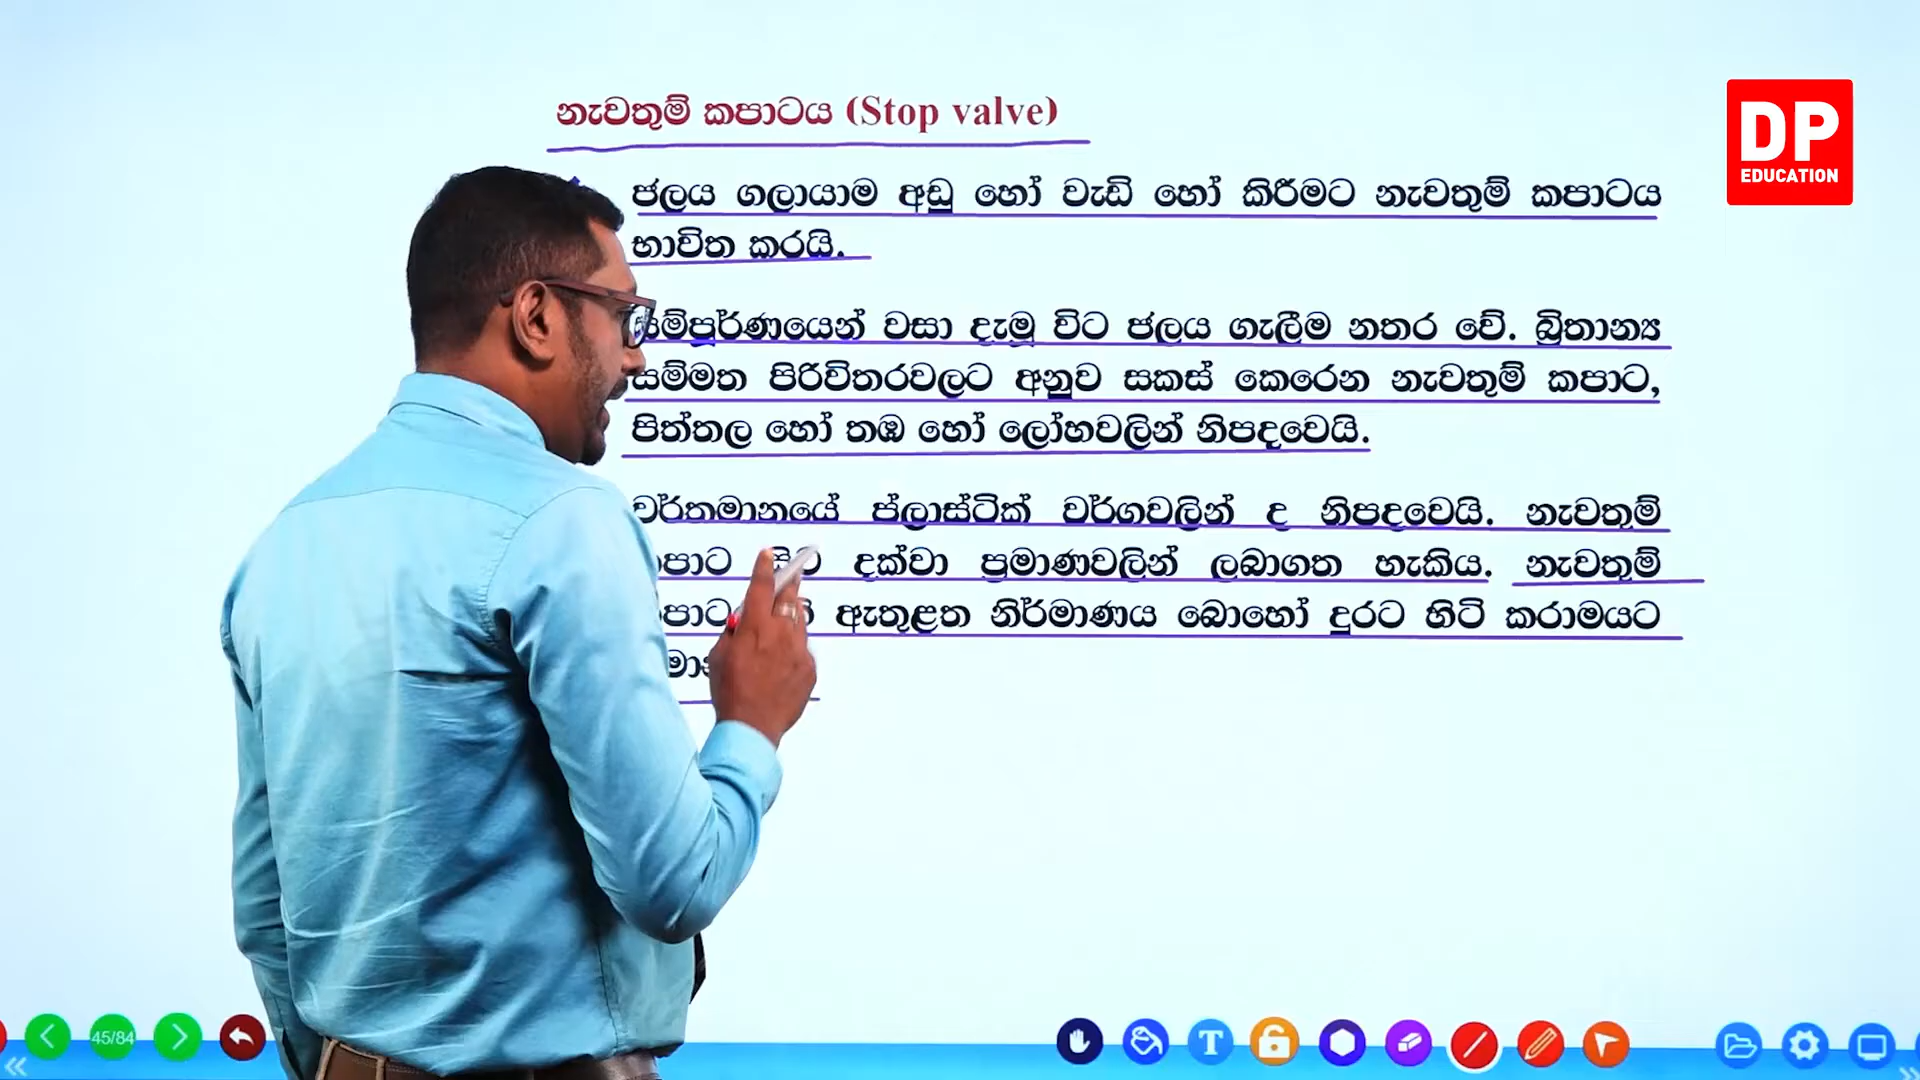 නැවතුම් කපාටය (Stop valve)
DP
EDUCATION
ජලය ගලායාම අඩු හෝ වැඩි හෝ කිරීමට නැවතුම් කපාටය
භාවිත කරයි.
සම්පූර්ණයෙන් වසා දැමූ විට ජලය ගැලීම නතර වේ. බ්‍රිතාන්‍ය
සම්මත පිරිවිතරවලට අනුව සකස් කෙරෙන නැවතුම් කපාට,
පිත්තල හෝ තඹ හෝ ලෝහවලින් නිපදවෙයි.
වර්තමානයේ ප්ලාස්ටික් වර්ගවලින් ද නිපදවෙයි. නැවතුම්
දක්වා ප්‍රමාණවලින් ලබාගත හැකිය. නැවතුම්
ඇතුළත නිර්මාණය බොහෝ දුරට හිටි කරාමයට
45/84
T